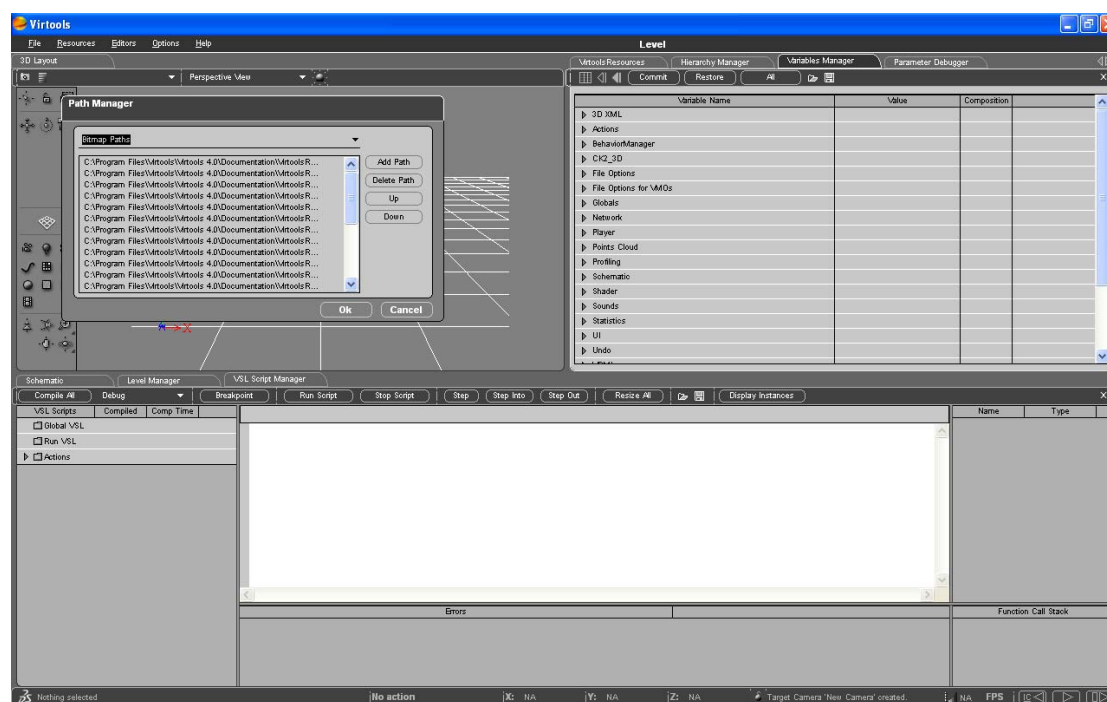 Virtools
File Resources Editors Options Help Level
3D Layout
Perspective View
Virtools Resources Hierarchy Manager Variables Manager Parameter Debugger
Commit Restore All
Path Manager
Bitmap Paths
C:\Program Files\Virtools\Virtools 4.0\Documentation\VirtoolsR...
C:\Program Files\Virtools\Virtools 4.0\Documentation\VirtoolsR...
C:\Program Files\Virtools\Virtools 4.0\Documentation\VirtoolsR...
C:\Program Files\Virtools\Virtools 4.0\Documentation\VirtoolsR...
C:\Program Files\Virtools\Virtools 4.0\Documentation\VirtoolsR...
C:\Program Files\Virtools\Virtools 4.0\Documentation\VirtoolsR...
C:\Program Files\Virtools\Virtools 4.0\Documentation\VirtoolsR...
C:\Program Files\Virtools\Virtools 4.0\Documentation\VirtoolsR...
C:\Program Files\Virtools\Virtools 4.0\Documentation\VirtoolsR...
C:\Program Files\Virtools\Virtools 4.0\Documentation\VirtoolsR...
C:\Program Files\Virtools\Virtools 4.0\Documentation\VirtoolsR...
C:\Program Files\Virtools\Virtools 4.0\Documentation\VirtoolsR...
Add Path
Delete Path
Up
Down
Ok Cancel
X
Variable Name Value Composition
3D XML
Actions
BehaviorManager
CK2_3D
File Options
File Options for VMOs
Globals
Network
Player
Points Cloud
Profiling
Schematic
Shader
Sounds
Statistics
UI
Undo
Schematic Level Manager VSL Script Manager
Compile All Debug Breakpoint Run Script Stop Script Step Step Into Step Out Resize All Display Instances
VSL Scripts Compiled Comp Time
Global VSL
Run VSL
Actions
Name Type
Errors
Function Call Stack
Nothing selected No action X: NA Y: NA Z: NA Target Camera 'New Camera' created. NA FPS IC